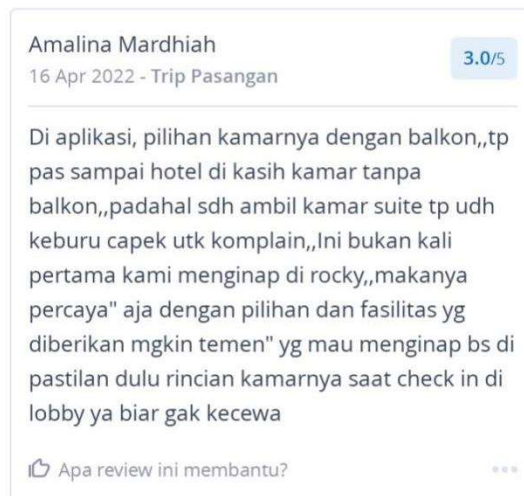 Amalina Mardhiah
3.0/5
16 Apr 2022 - Trip Pasangan
Di aplikasi, pilihan kamarnya dengan balkon,,tp
pas sampai hotel di kasih kamar tanpa
balkon,,padahal sdh ambil kamar suite tp udh
keburu capek utk komplain,,Ini bukan kali
pertama kami menginap di rocky,,makanya
percaya" aja dengan pilihan dan fasilitas yg
diberikan mgkin temen" yg mau menginap bs di
pastilan dulu rincian kamarnya saat check in di
lobby ya biar gak kecewa
Apa review ini membantu?